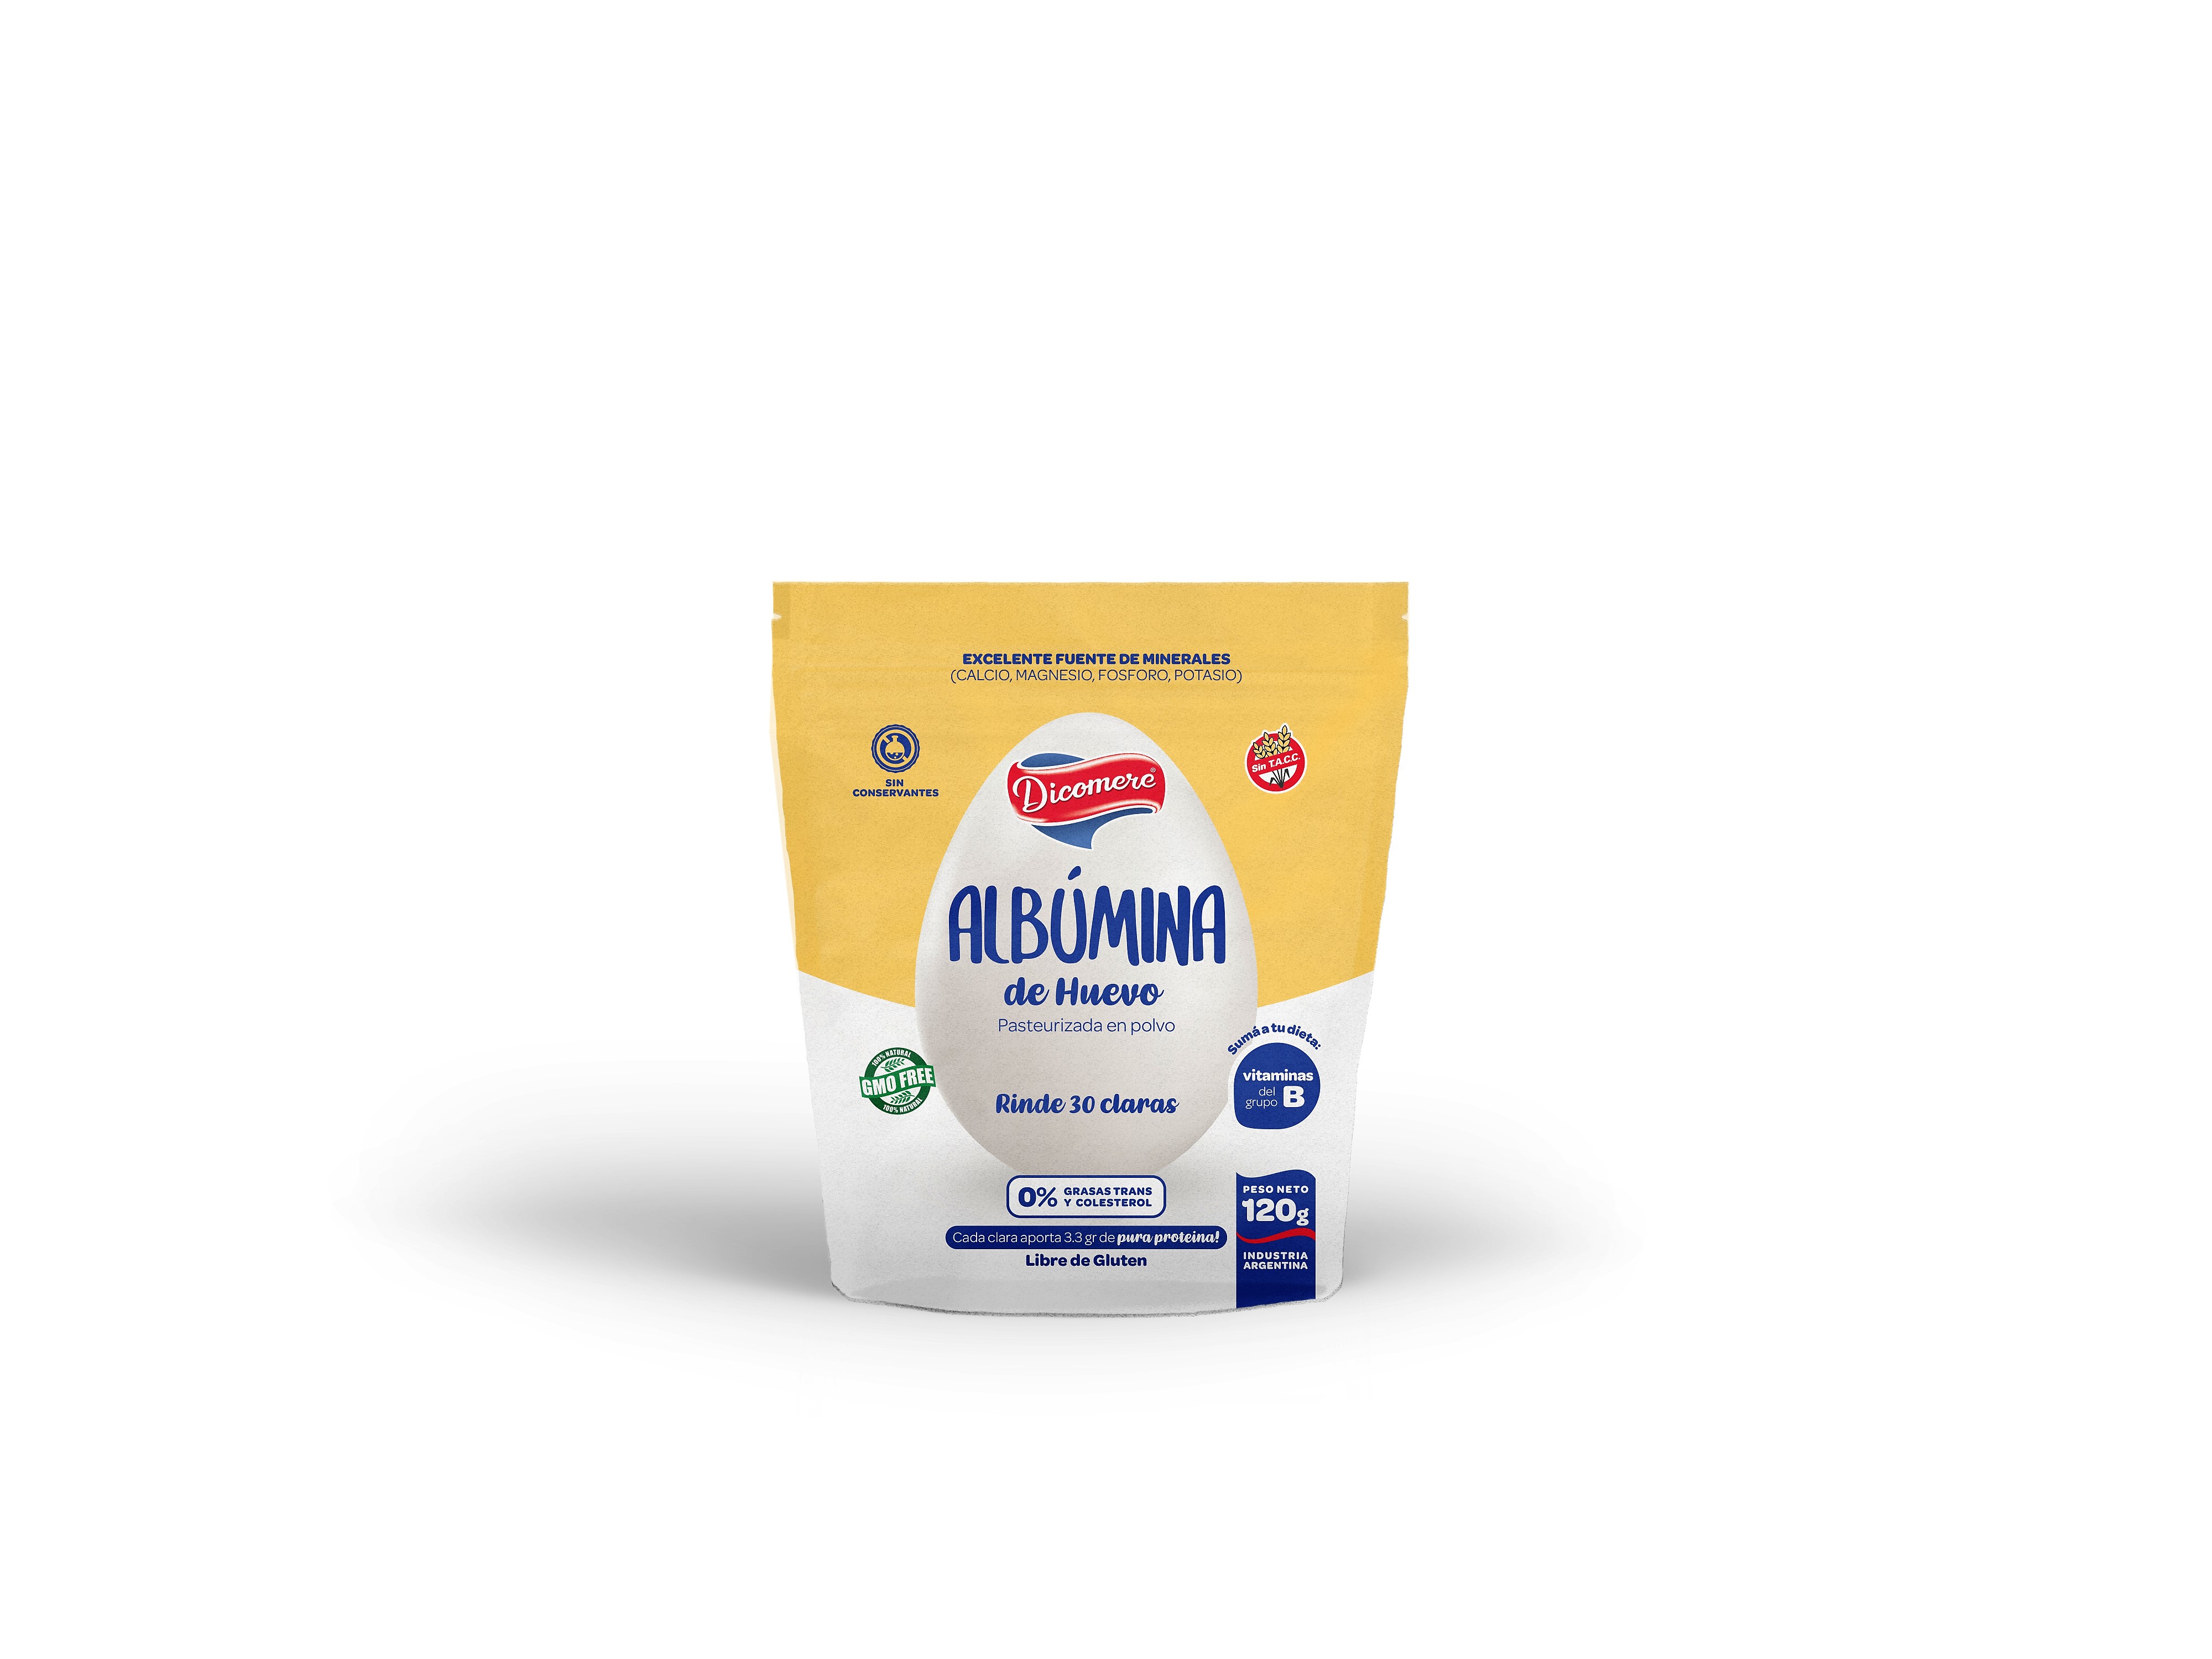 EXCELENTE FUENTE DE MINERALES
(CALCIO, MAGNESIO, FOSFORO, POTASIO)
SIN
CONSERVANTES
Sin T.A.C.C.
Dicomere®
ALBÚMINA
de Huevo
Pasteurizada en polvo
100% NATURAL
GMO FREE
100% NATURAL
Sumá a tu dieta:
vitaminas
del
grupo B
Rinde 30 claras
0% GRASAS TRANS
Y COLESTEROL
Cada clara aporta 3.3 gr de pura proteina!
Libre de Gluten
PESO NETO
120g
INDUSTRIA
ARGENTINA